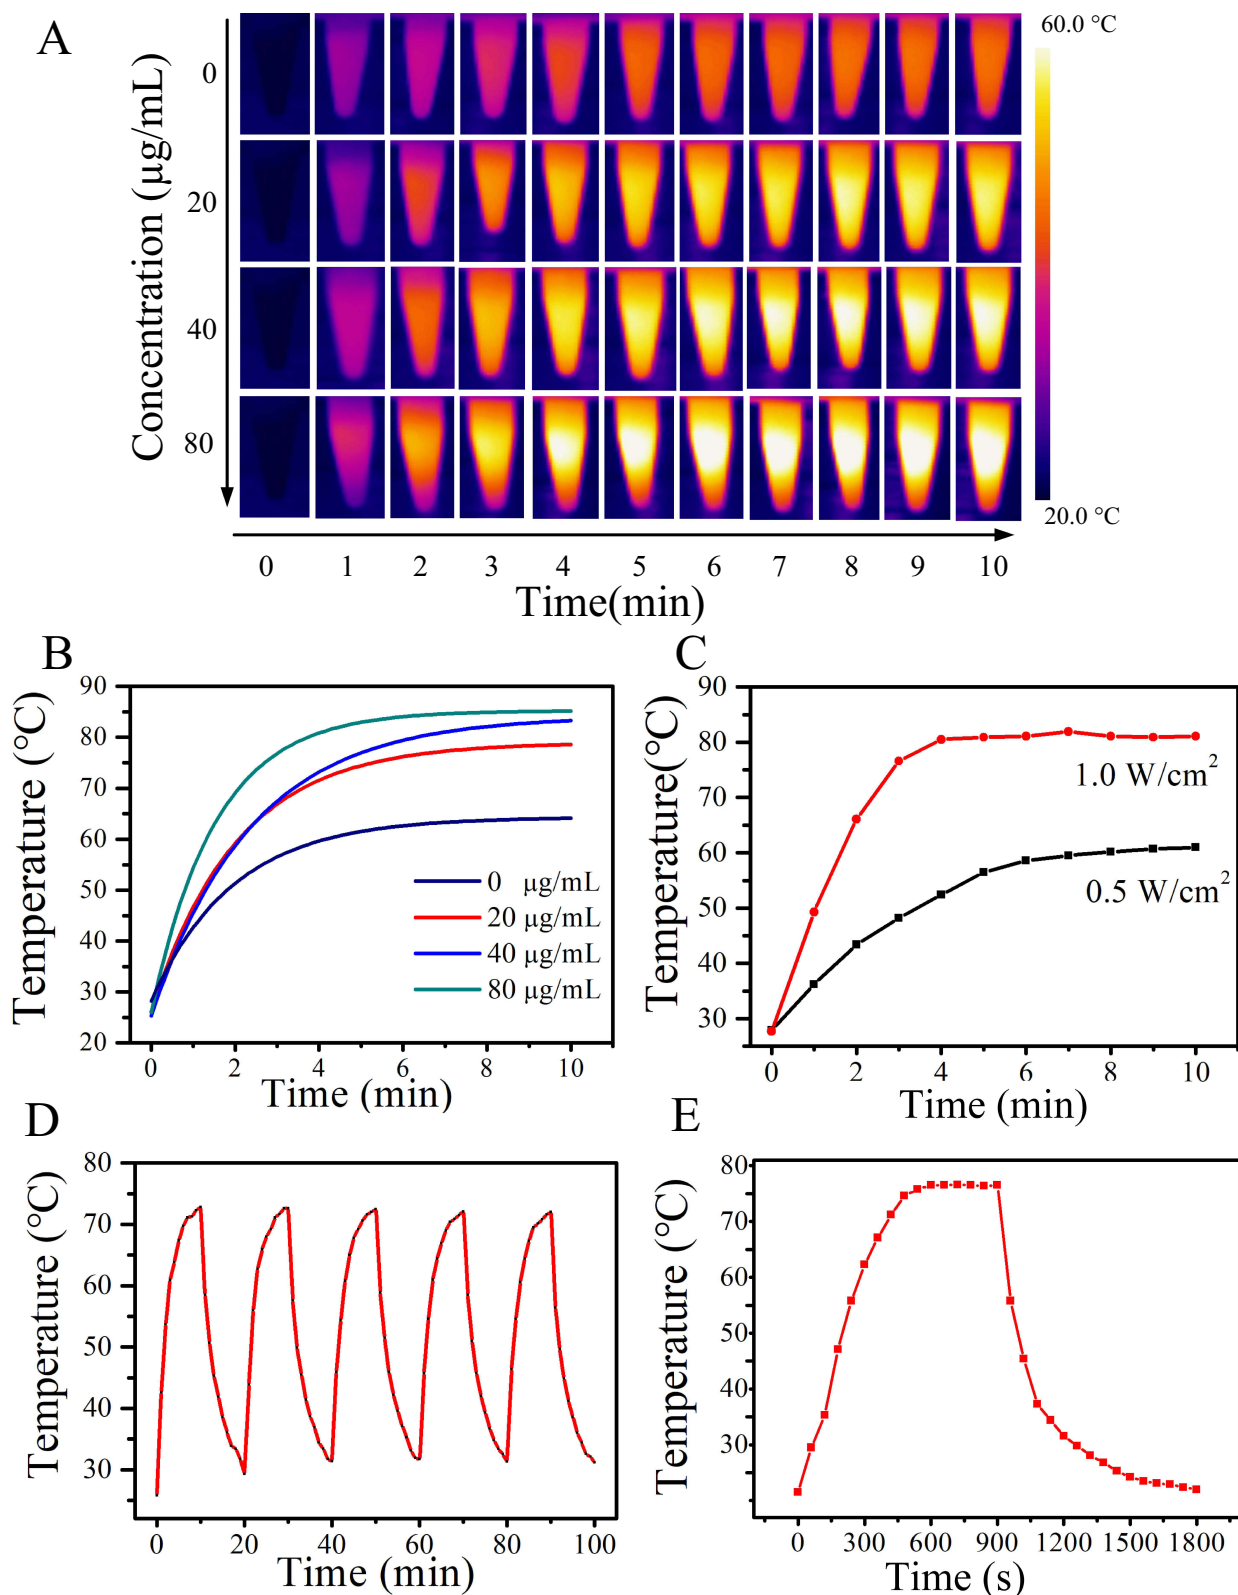 A
60.0 °C
0
20
40
80
Concentration (μg/mL)
20.0 °C
0 1 2 3 4 5 6 7 8 9 10
Time(min)
B
90
80
70
60
50
40
30
20
Temperature (°C)
0 μg/mL
20 μg/mL
40 μg/mL
80 μg/mL
0 2 4 6 8 10
Time (min)
C
90
80
70
60
50
40
30
Temperature(°C)
1.0 W/cm²
0.5 W/cm²
0 2 4 6 8 10
Time (min)
D
80
70
60
50
40
30
Temperature (°C)
0 20 40 60 80 100
Time (min)
E
80
70
60
50
40
30
Temperature (°C)
0 300 600 900 1200 1500 1800
Time (s)